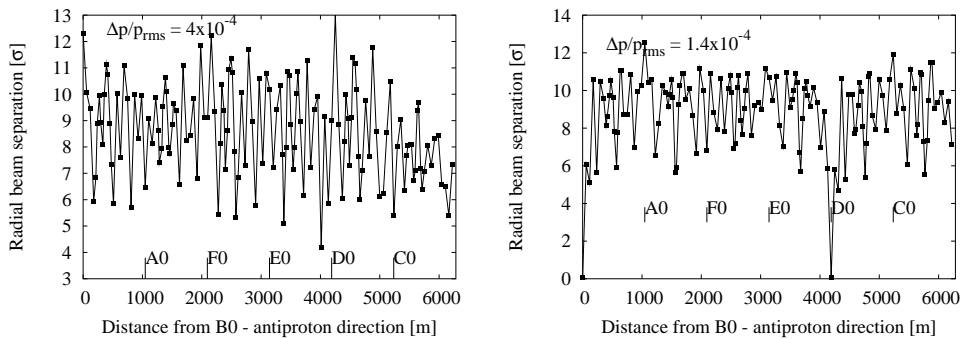 Radial beam separation [σ]
13
12
11
10
9
8
7
6
5
4
3
Δp/p_rms = 4x10^-4
A0
F0
E0
D0
C0
0 1000 2000 3000 4000 5000 6000
Distance from B0 - antiproton direction [m]
Radial beam separation [σ]
14
12
10
8
6
4
2
0
Δp/p_rms = 1.4x10^-4
A0
F0
E0
D0
C0
0 1000 2000 3000 4000 5000 6000
Distance from B0 - antiproton direction [m]